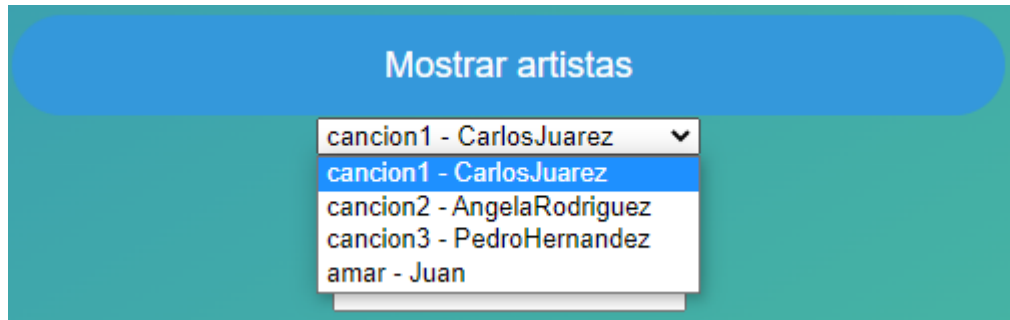 Mostrar artistas
cancion1 - CarlosJuarez
cancion1 - CarlosJuarez
cancion2 - AngelaRodriguez
cancion3 - PedroHernandez
amar - Juan